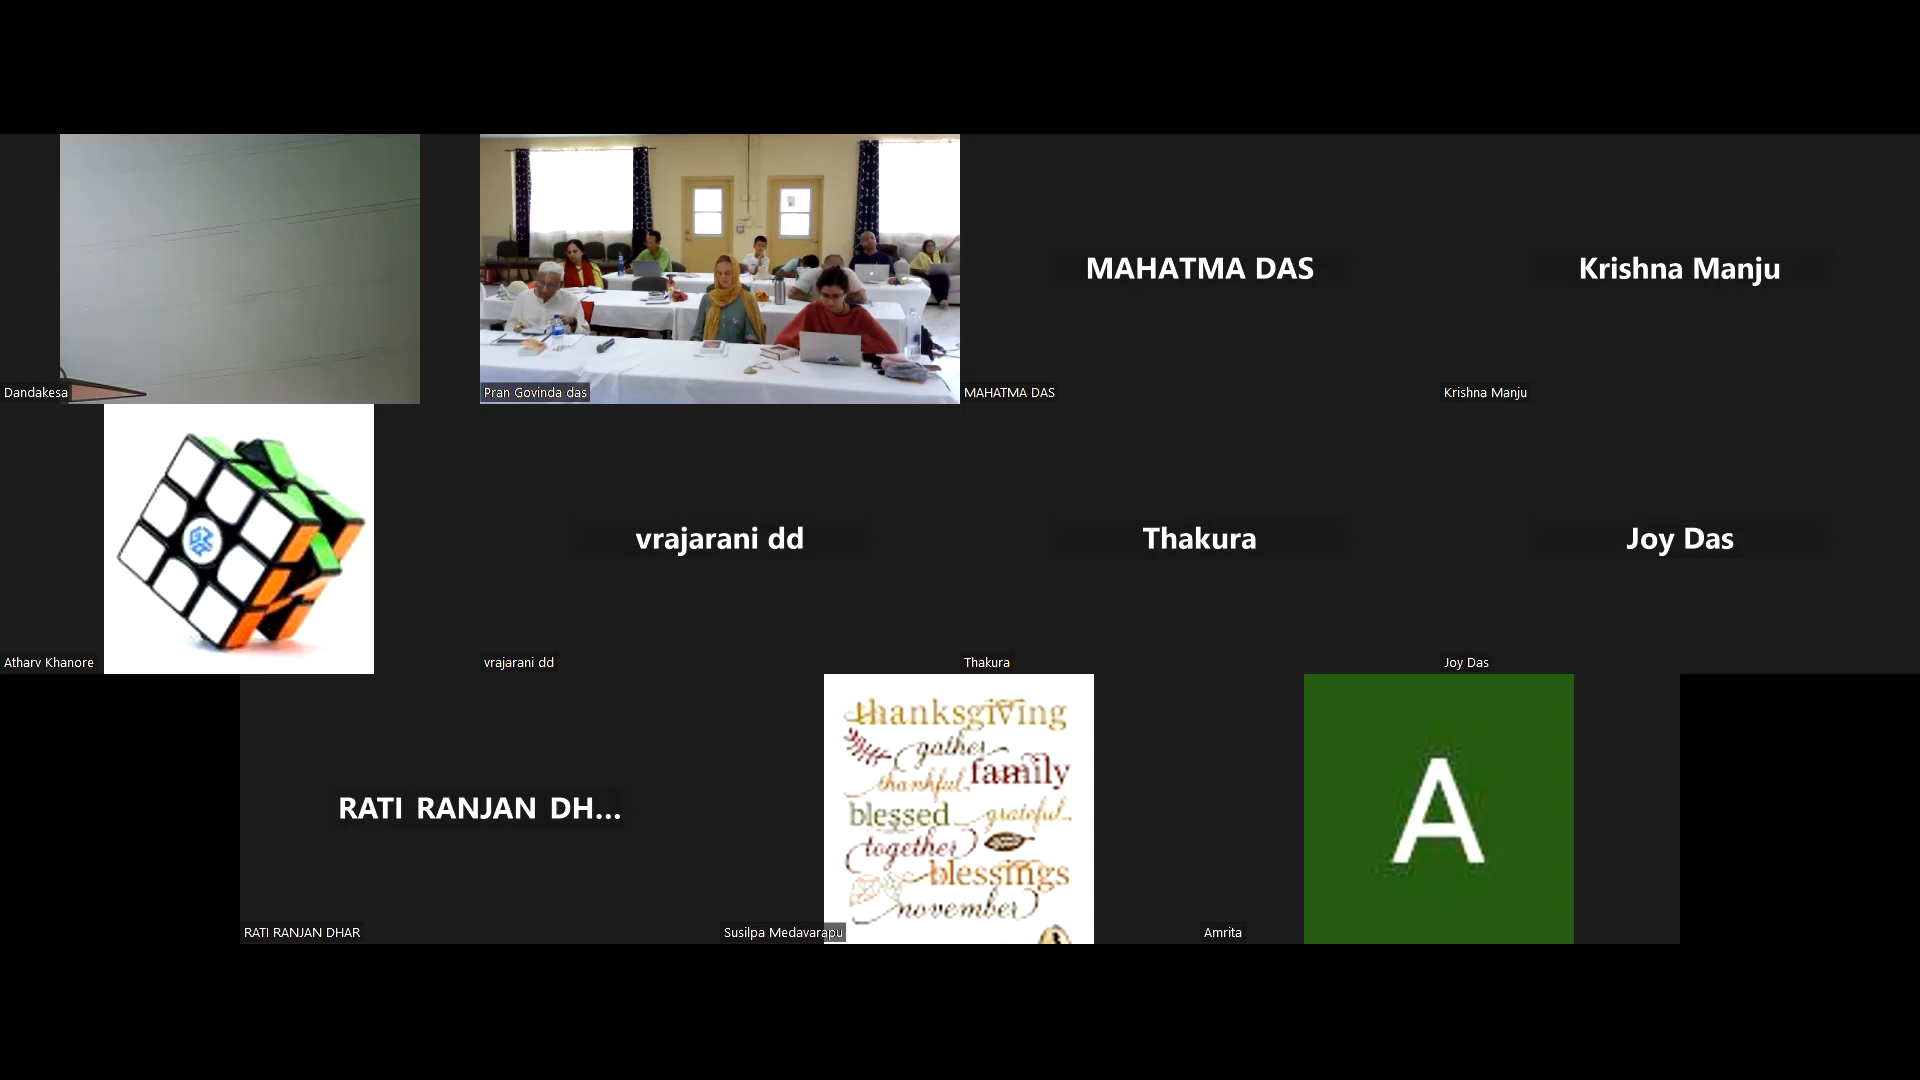 MAHATMA DAS
Krishna Manju
Dandakesa
Pran Govinda das
MAHATMA DAS
Krishna Manju
vrajarani dd
Thakura
Joy Das
Atharv Khanore
vrajarani dd
Thakura
Joy Das
RATI RANJAN DH...
thanksgiving
gather
thankful family
blessed grateful
together
blessings
november
A
RATI RANJAN DHAR
Susilpa Medavarapu
Amrita